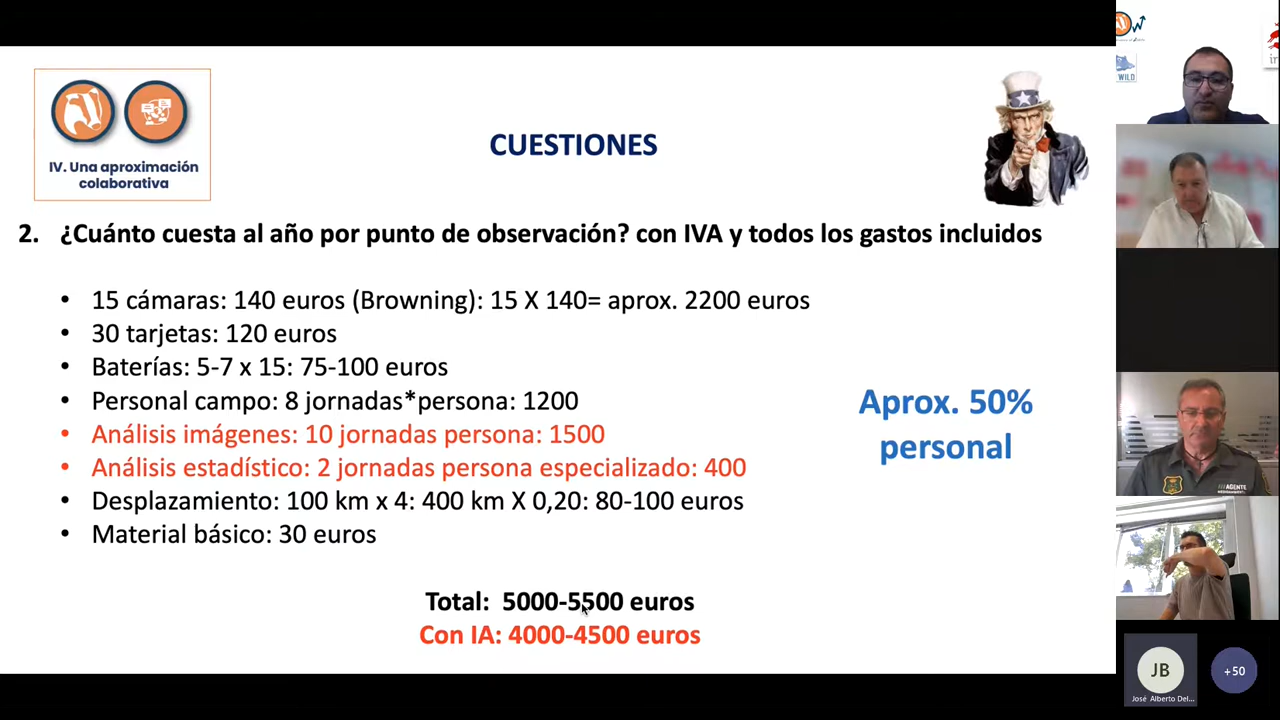 IV. Una aproximación
colaborativa
CUESTIONES
2. ¿Cuánto cuesta al año por punto de observación? con IVA y todos los gastos incluidos
• 15 cámaras: 140 euros (Browning): 15 X 140= aprox. 2200 euros
• 30 tarjetas: 120 euros
• Baterías: 5-7 x 15: 75-100 euros
• Personal campo: 8 jornadas*persona: 1200
• Análisis imágenes: 10 jornadas persona: 1500
• Análisis estadístico: 2 jornadas persona especializado: 400
• Desplazamiento: 100 km x 4: 400 km X 0,20: 80-100 euros
• Material básico: 30 euros
Aprox. 50%
personal
Total: 5000-5500 euros
Con IA: 4000-4500 euros
WILD
AGENTE
JB
José Alberto Del...
+50